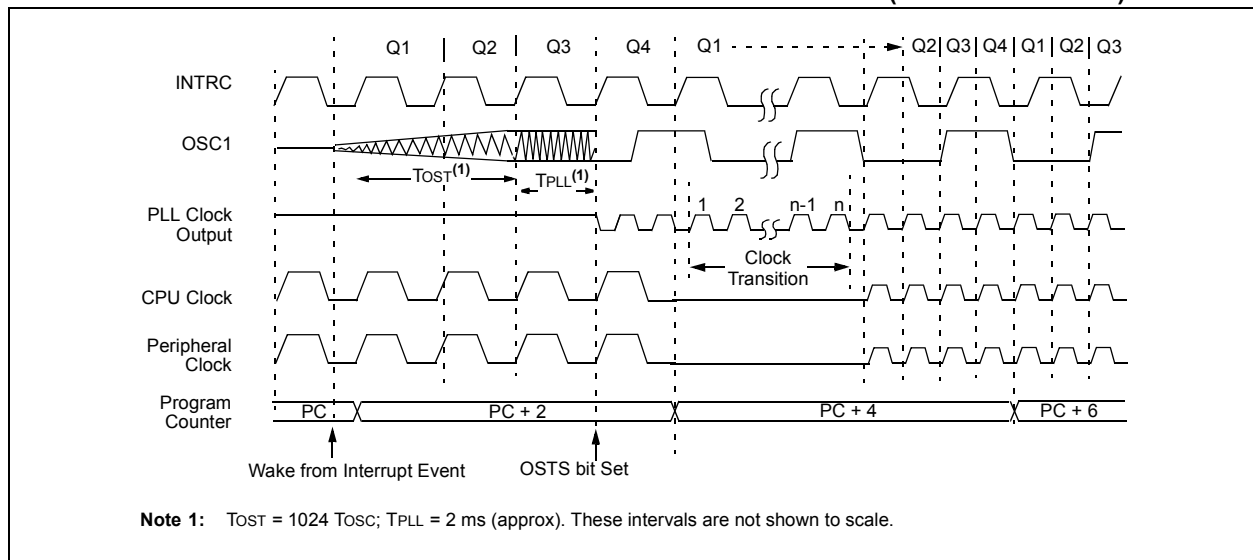 Q1 Q2 Q3 Q4 Q1 Q2 Q3 Q4 Q1 Q2 Q3
INTRC
OSC1
TOST(1) TPLL(1)
1 2 n-1 n
PLL Clock
Output
Clock
Transition
CPU Clock
Peripheral
Clock
Program
Counter
PC PC + 2 PC + 4 PC + 6
Wake from Interrupt Event OSTS bit Set
Note 1: TOST = 1024 TOSC; TPLL = 2 ms (approx). These intervals are not shown to scale.